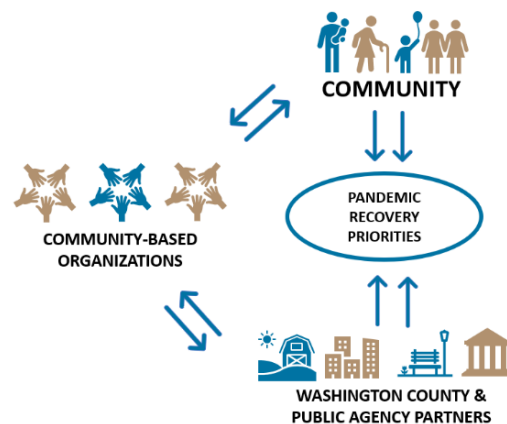 COMMUNITY
PANDEMIC
RECOVERY
PRIORITIES
COMMUNITY-BASED
ORGANIZATIONS
WASHINGTON COUNTY &
PUBLIC AGENCY PARTNERS